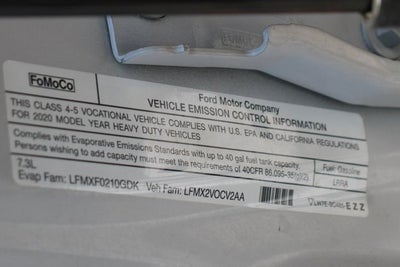 FoMoCo
Ford Motor Company
VEHICLE EMISSION CONTROL INFORMATION
THIS CLASS 4-5 VOCATIONAL VEHICLE COMPLIES WITH U.S. EPA AND CALIFORNIA REGULATIONS
FOR 2020 MODEL YEAR HEAVY DUTY VEHICLES
Complies with Evaporative Emissions Standards with up to 40 gal fuel tank capacity.
Persons wishing to add capacity must meet the requirements of 40CFR 86.095-35(g)(2)
Fuel: Gasoline
7.3L
LRRA
Evap Fam: LFMXF0210GDK Veh Fam: LFMX2VOCV2AA
EZZ